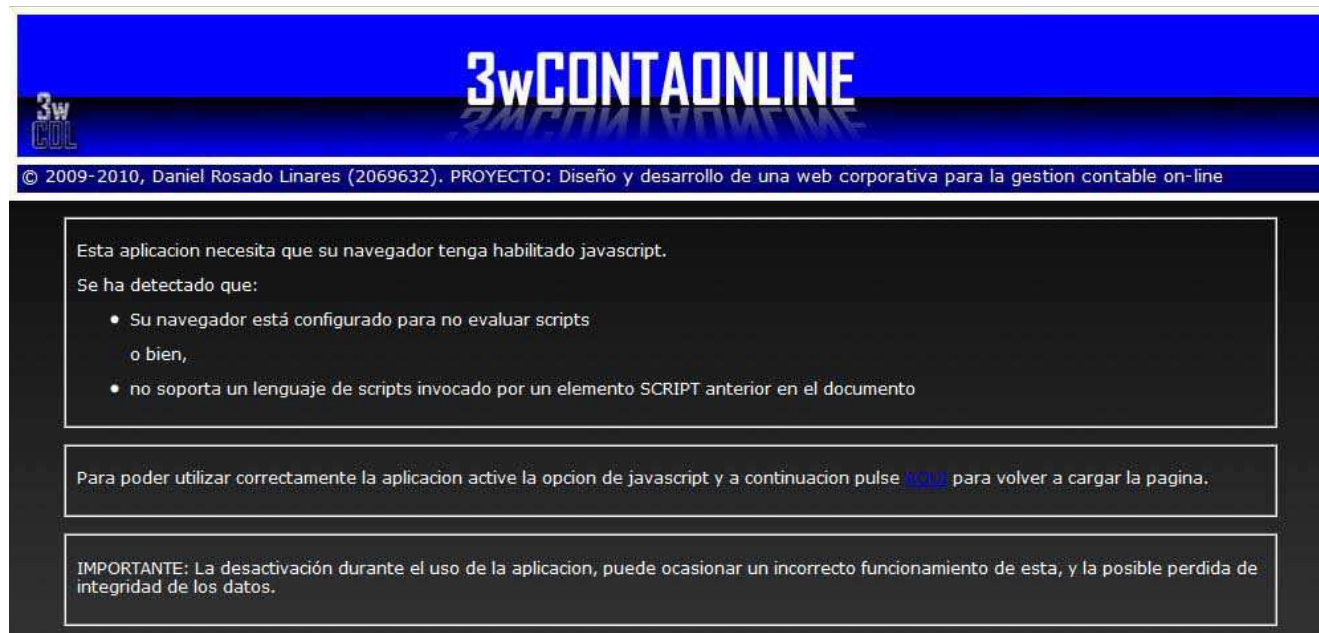 3wCONTAONLINE
3w
COL
© 2009-2010, Daniel Rosado Linares (2069632). PROYECTO: Diseño y desarrollo de una web corporativa para la gestion contable on-line
Esta aplicacion necesita que su navegador tenga habilitado javascript.
Se ha detectado que:
• Su navegador está configurado para no evaluar scripts
o bien,
• no soporta un lenguaje de scripts invocado por un elemento SCRIPT anterior en el documento
Para poder utilizar correctamente la aplicacion active la opcion de javascript y a continuacion pulse AQUI para volver a cargar la pagina.
IMPORTANTE: La desactivación durante el uso de la aplicacion, puede ocasionar un incorrecto funcionamiento de esta, y la posible perdida de
integridad de los datos.